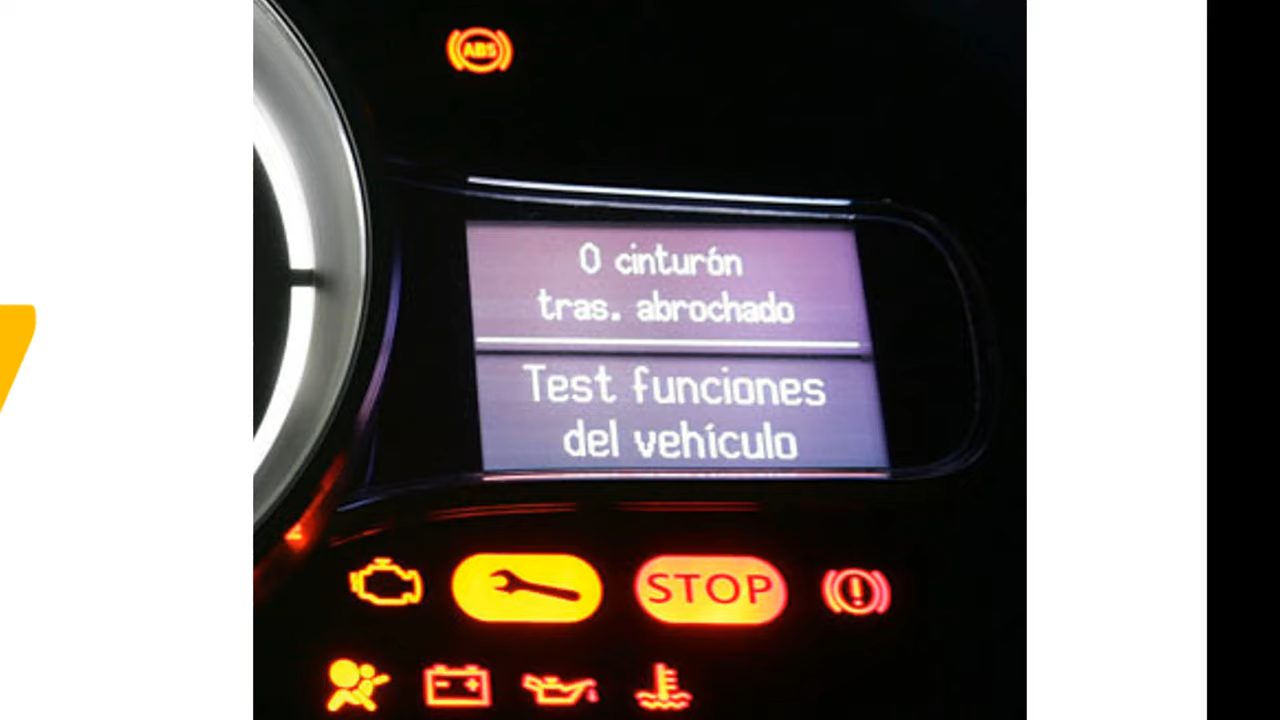 ABS
0 cinturón
tras. abrochado
Test funciones
del vehículo
STOP